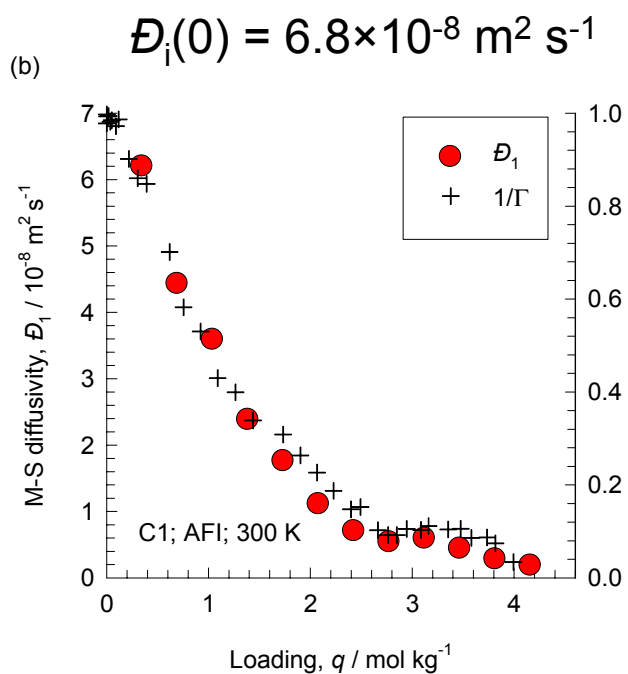 Đᵢ(0) = 6.8×10⁻⁸ m² s⁻¹
(b)
7
6
5
4
3
2
1
0
M-S diffusivity, Đ₁ / 10⁻⁸ m² s⁻¹
1.0
0.8
0.6
0.4
0.2
0.0
Đ₁
1/Γ
C1; AFI; 300 K
0 1 2 3 4
Loading, q / mol kg⁻¹